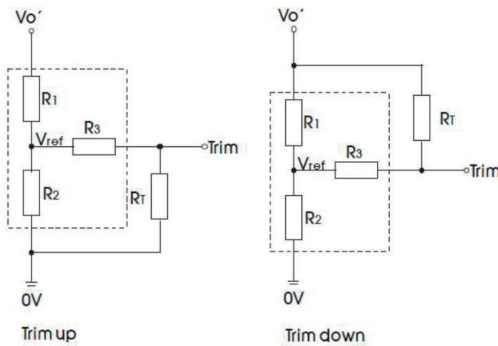 Vo´
R1
Vref
R3
Trim
R2
RT
0V
Trim up
Vo´
R1
RT
Vref
R3
Trim
R2
0V
Trim down